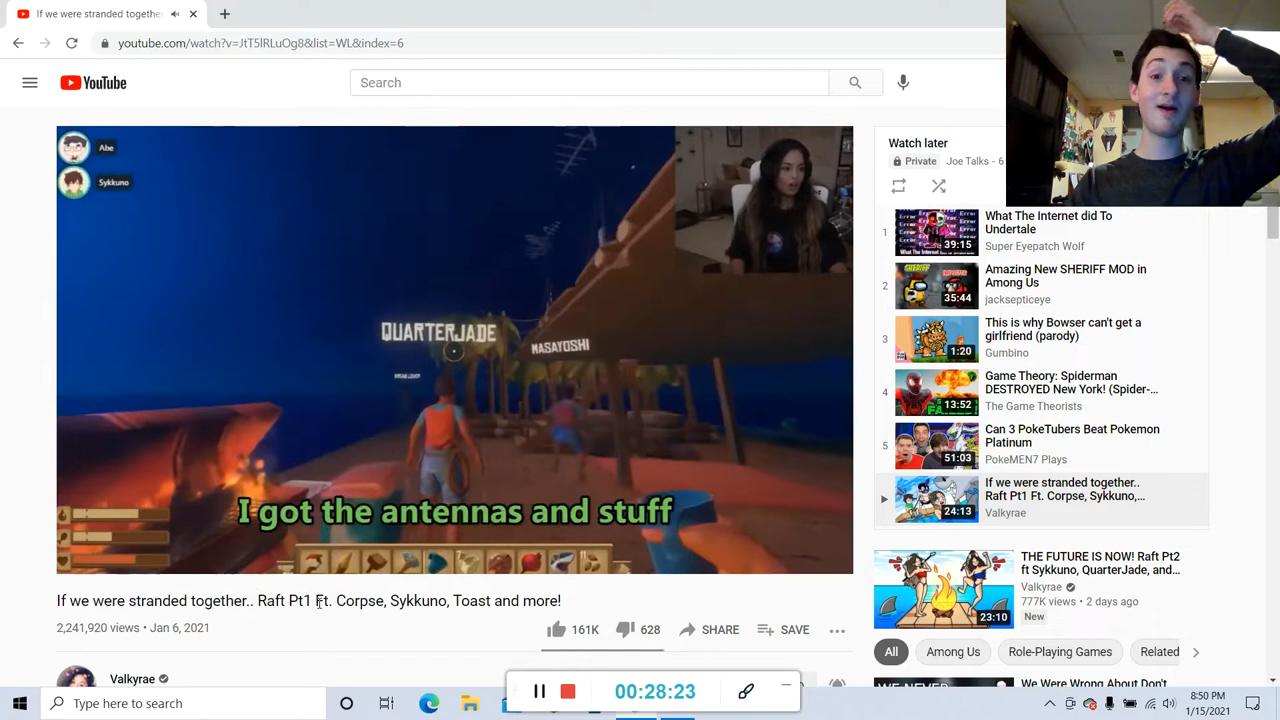 If we were stranded together
youtube.com/watch?v=JtT5lRLuOg8&list=WL&index=6
YouTube
Search
Abe
Sykkuno
QUARTERJADE
MASAYOSHI
I got the antennas and stuff
If we were stranded together.. Raft Pt1 Ft. Corpse, Sykkuno, Toast and more!
2,241,920 views • Jan 6, 2021
161K
628
SHARE
SAVE
Valkyrae
Watch later
Private
Joe Talks - 6
1
39:15
What The Internet did To
Undertale
Super Eyepatch Wolf
2
SHERIFF
35:44
Amazing New SHERIFF MOD in
Among Us
jacksepticeye
3
1:20
This is why Bowser can't get a
girlfriend (parody)
Gumbino
4
13:52
Game Theory: Spiderman
DESTROYED New York! (Spider-...
The Game Theorists
5
51:03
Can 3 PokeTubers Beat Pokemon
Platinum
PokeMEN7 Plays
24:13
If we were stranded together..
Raft Pt1 Ft. Corpse, Sykkuno,...
Valkyrae
23:10
THE FUTURE IS NOW! Raft Pt2
ft Sykkuno, QuarterJade, and...
Valkyrae
777K views • 2 days ago
New
All
Among Us
Role-Playing Games
Related
We Were Wrong About Don't
00:28:23
Type here to search
8:50 PM
1/15/2021